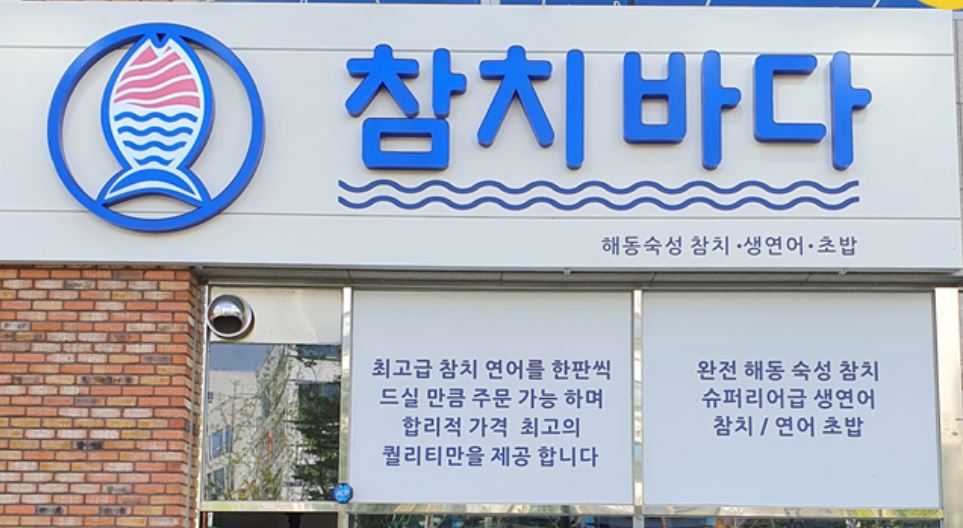 참치바다
해동숙성 참치·생연어·초밥
최고급 참치 연어를 한판씩
드실 만큼 주문 가능 하며
합리적 가격 최고의
퀄리티만을 제공 합니다
완전 해동 숙성 참치
슈퍼리어급 생연어
참치 / 연어 초밥